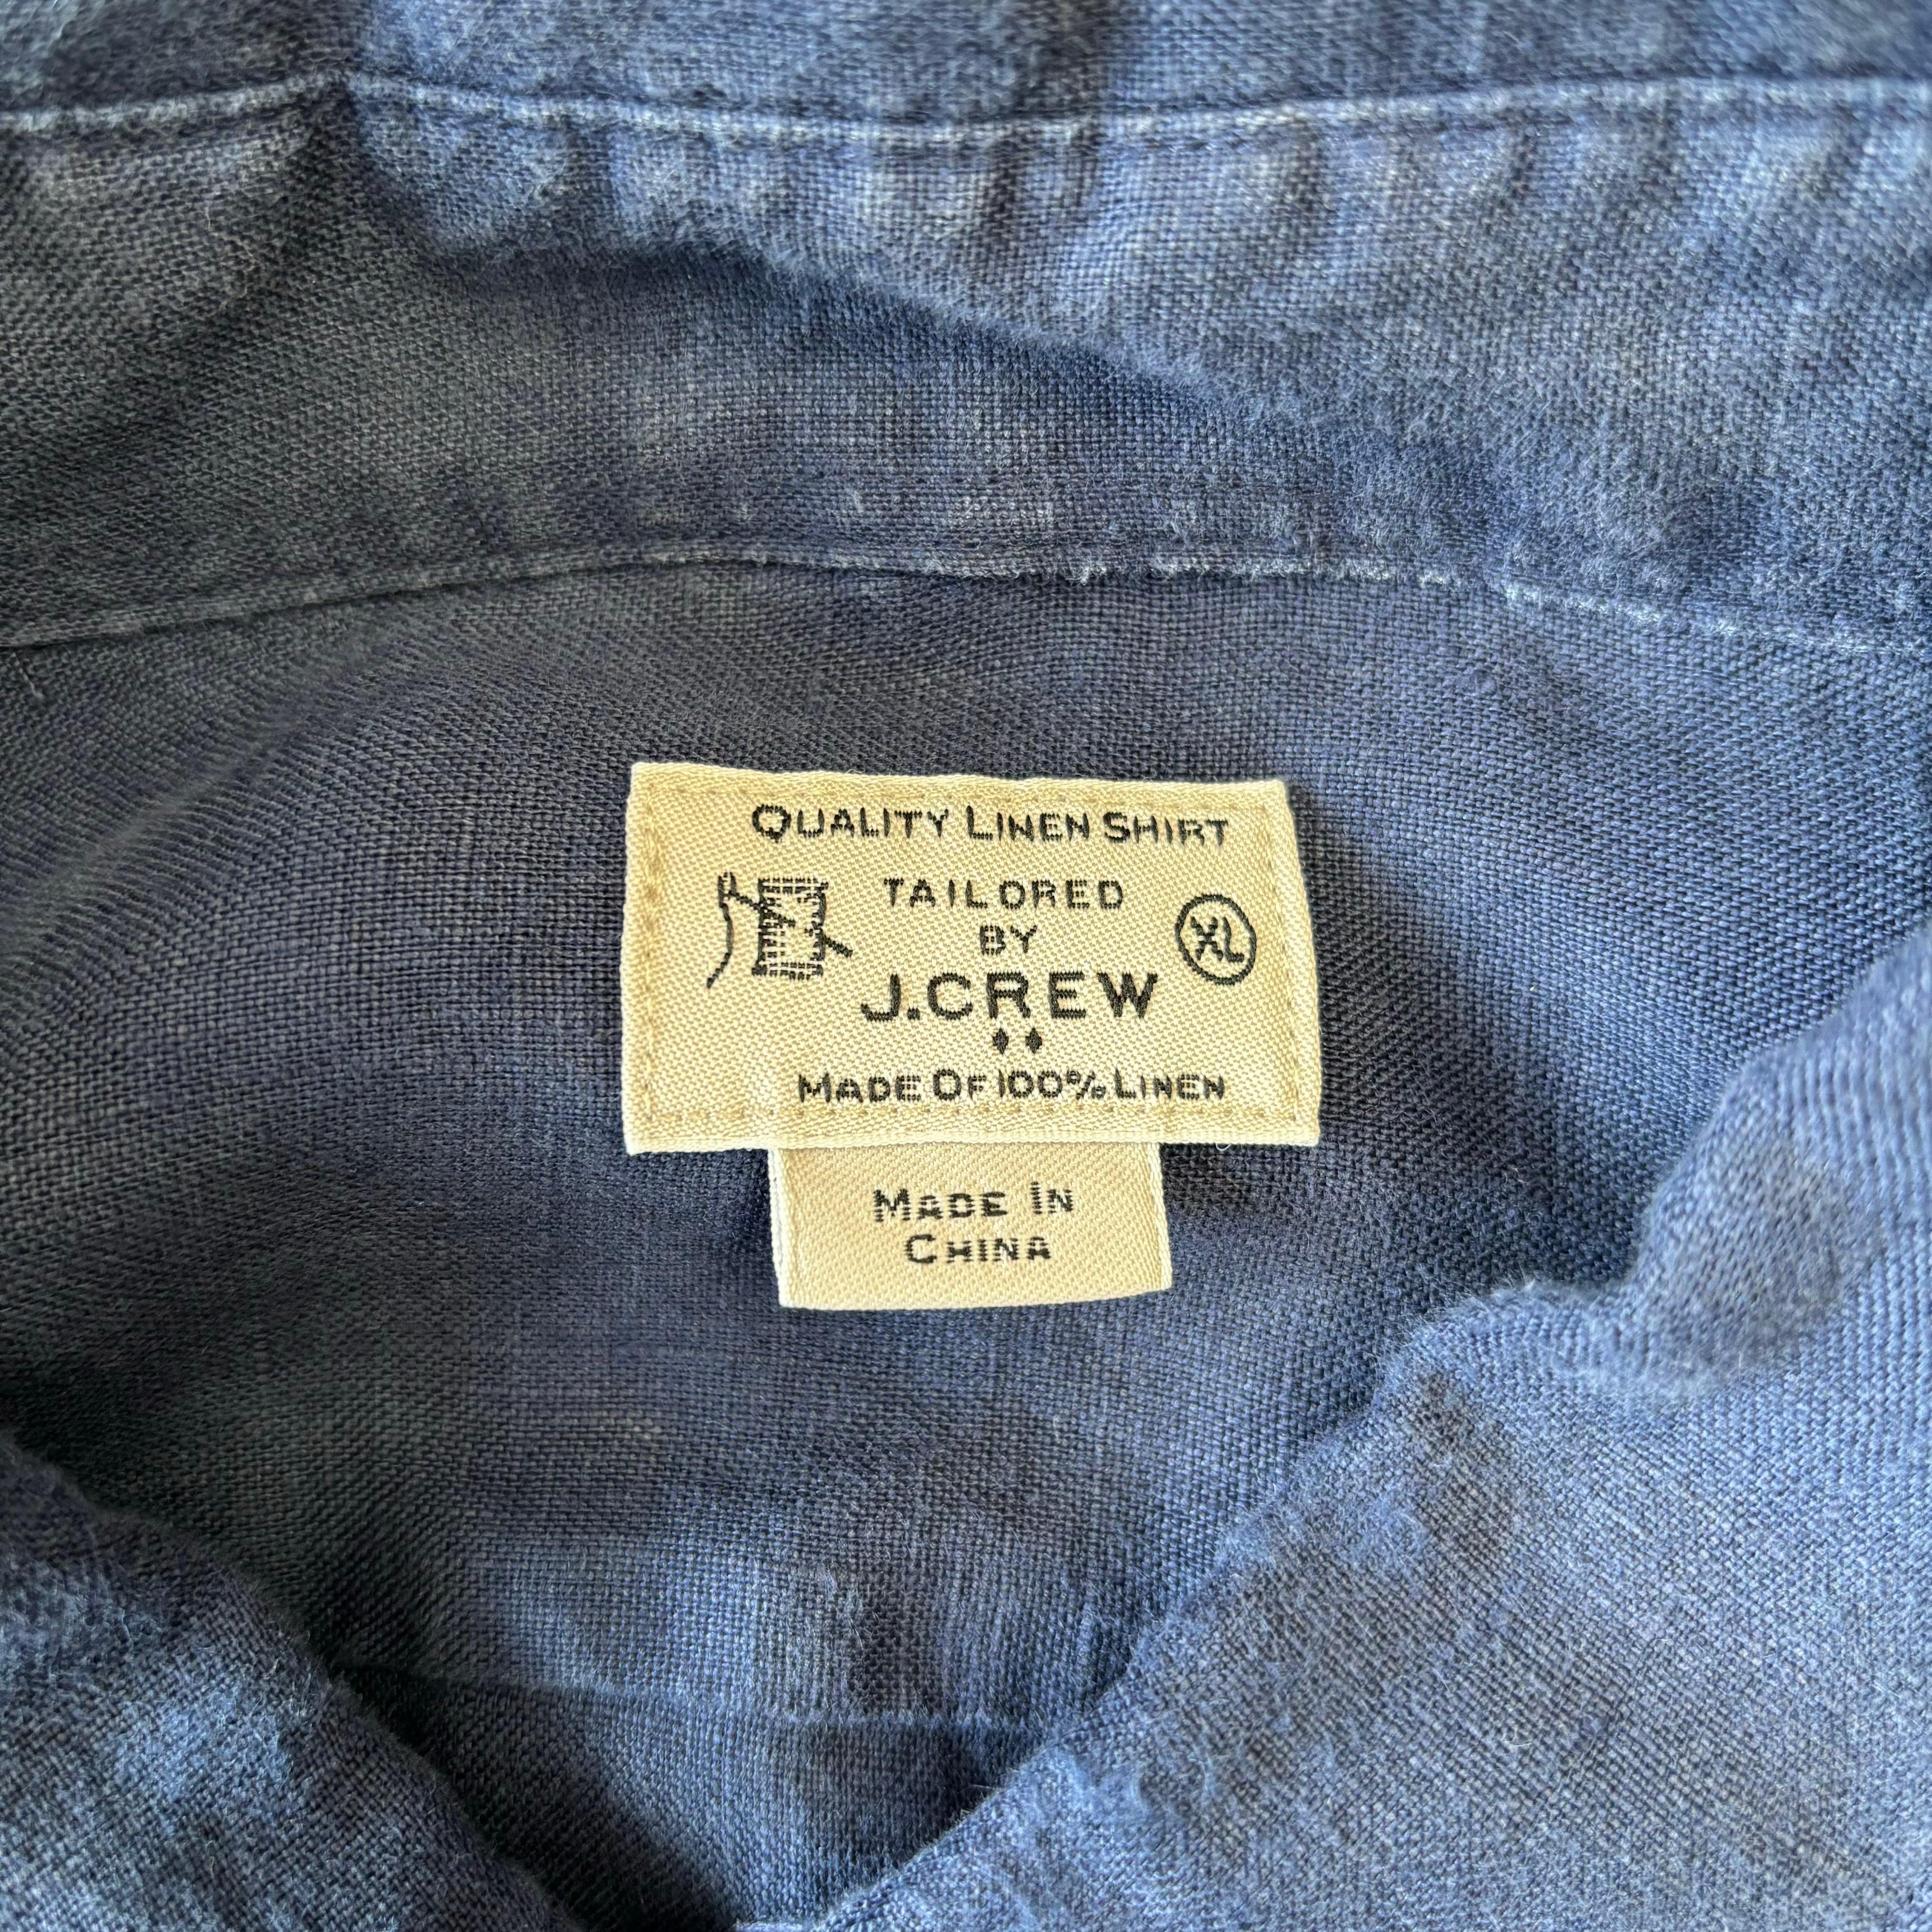 QUALITY LINEN SHIRT
TAILORED
BY
XL
J.CREW
MADE OF 100% LINEN
MADE IN
CHINA